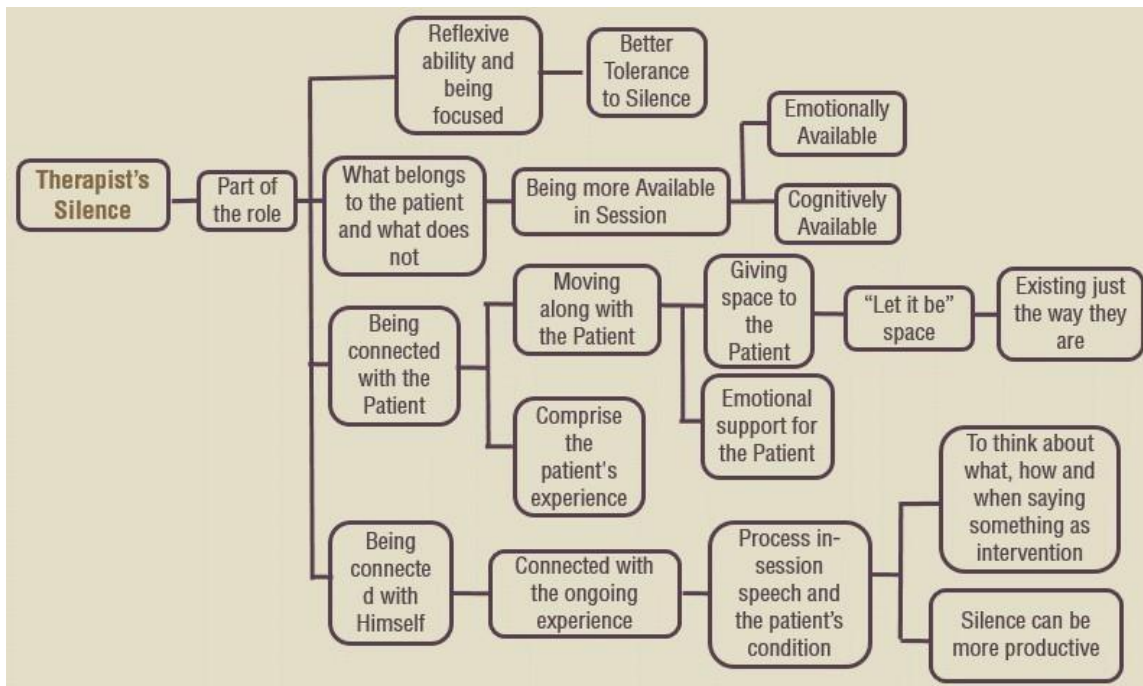 Therapist's
Silence
Part of
the role
Reflexive
ability and
being
focused
Better
Tolerance
to Silence
What belongs
to the patient
and what does
not
Being more Available
in Session
Emotionally
Available
Cognitively
Available
Being
connected
with the
Patient
Moving
along with
the Patient
Giving
space to
the
Patient
“Let it be”
space
Existing just
the way they
are
Emotional
support for
the Patient
Comprise
the
patient's
experience
Being
connecte
d with
Himself
Connected with
the ongoing
experience
Process in-
session
speech and
the patient’s
condition
To think about
what, how and
when saying
something as
intervention
Silence can be
more productive